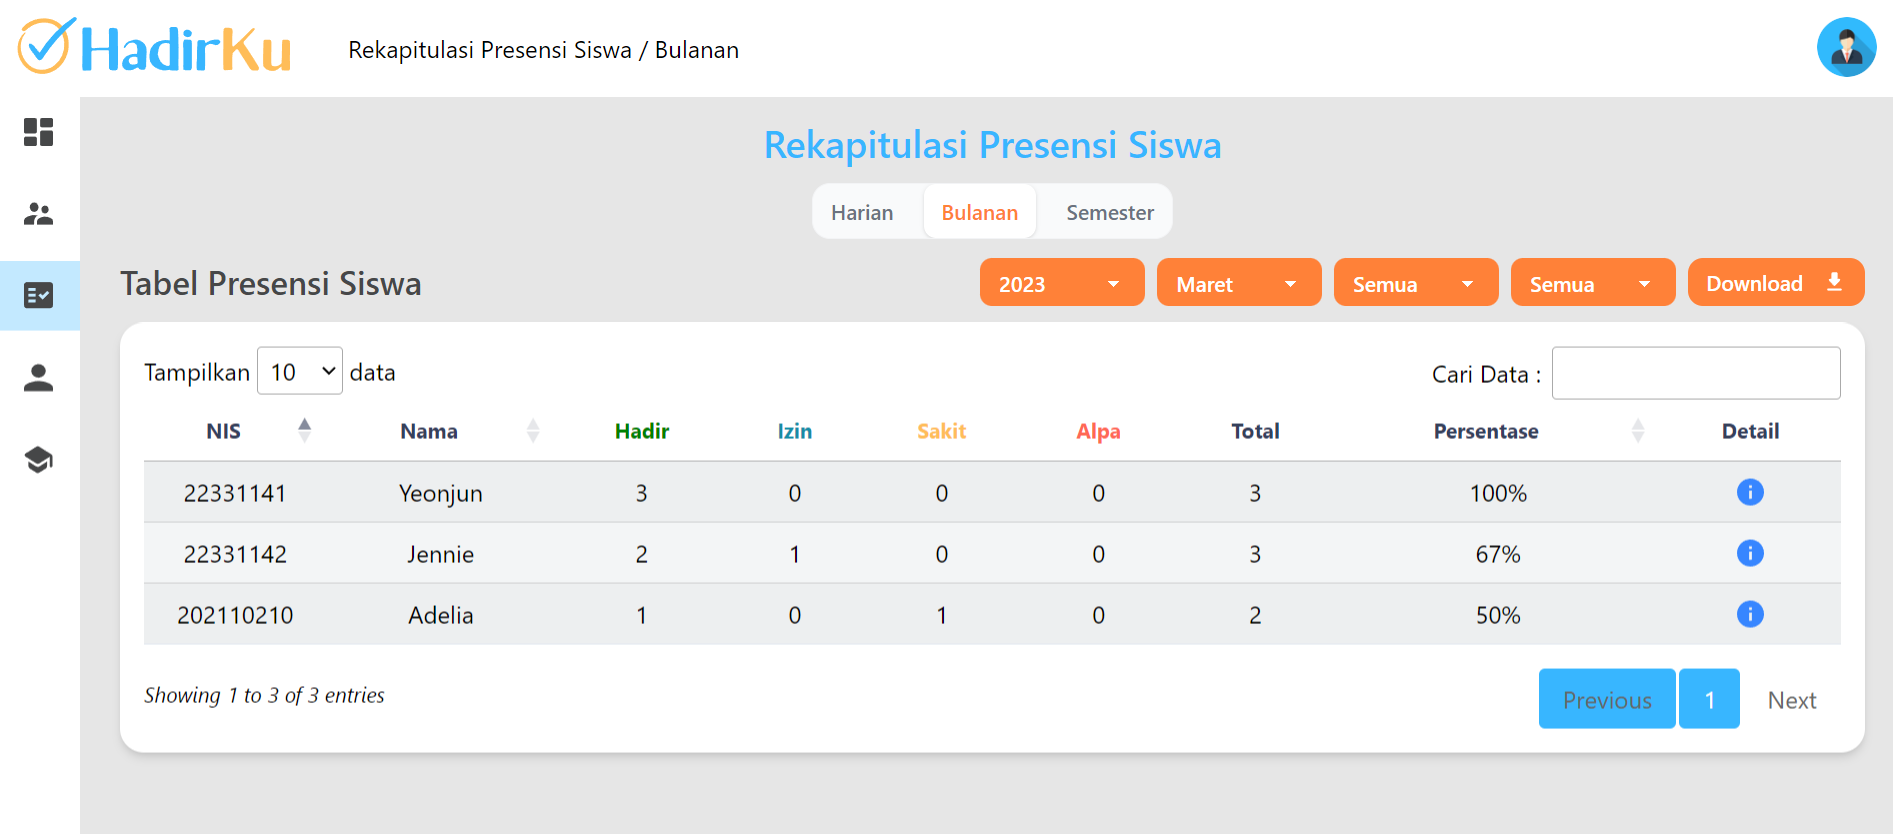 HadirKu
Rekapitulasi Presensi Siswa / Bulanan
Rekapitulasi Presensi Siswa
Harian Bulanan Semester
Tabel Presensi Siswa 2023 Maret Semua Semua Download
Tampilkan 10 data Cari Data :
NIS Nama Hadir Izin Sakit Alpa Total Persentase Detail
22331141 Yeonjun 3 0 0 0 3 100%
22331142 Jennie 2 1 0 0 3 67%
202110210 Adelia 1 0 1 0 2 50%
Showing 1 to 3 of 3 entries Previous 1 Next